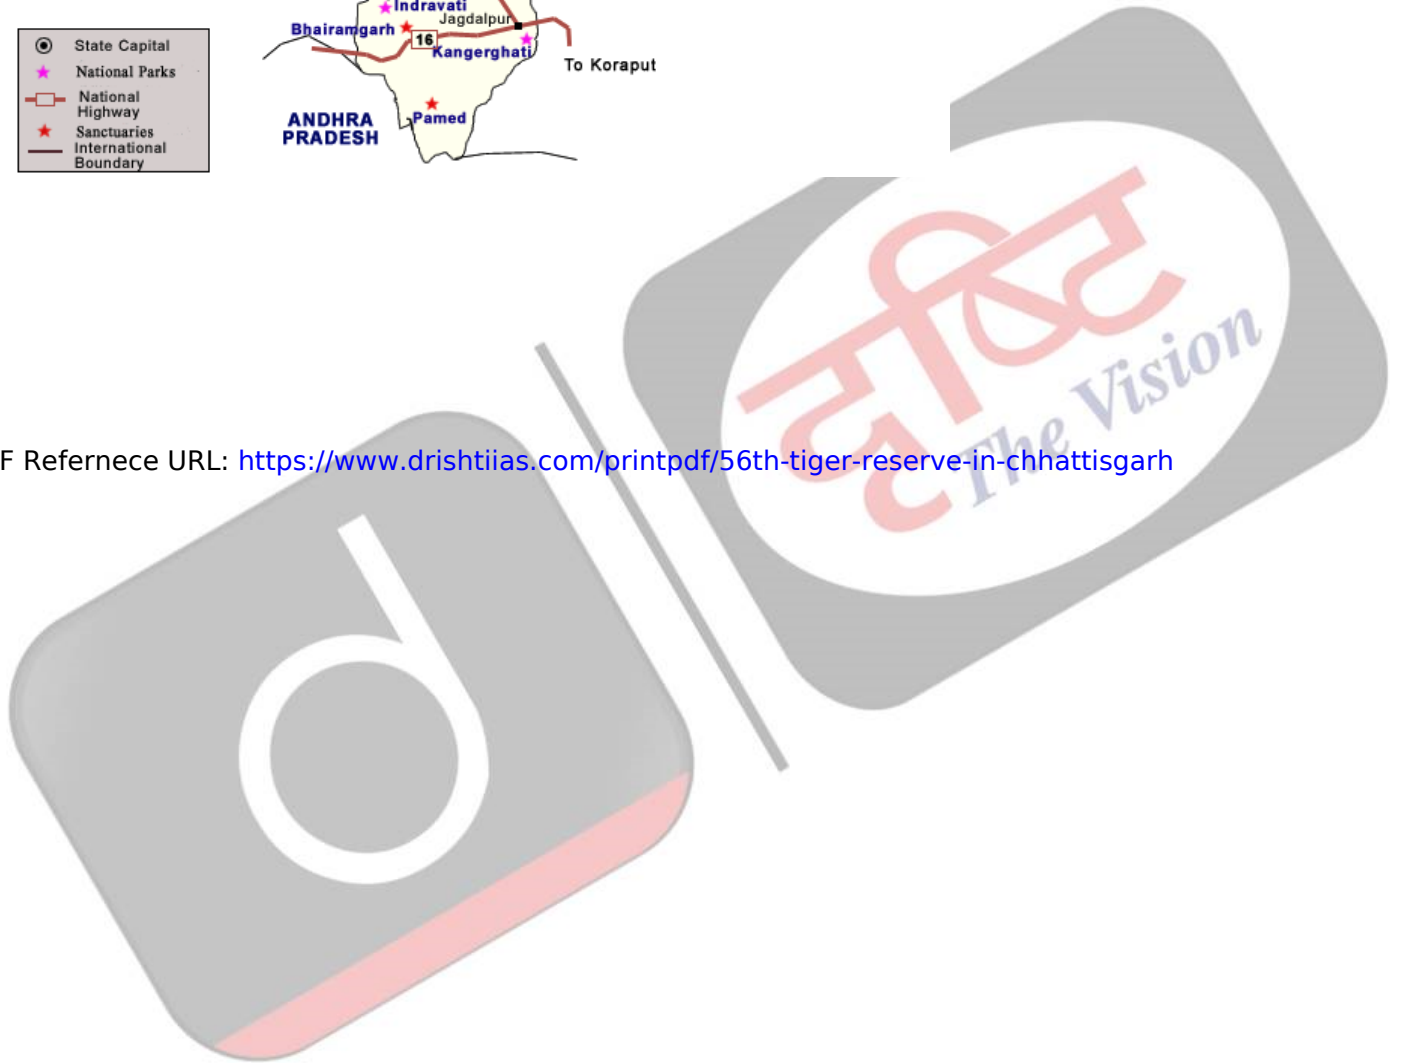 Indravati
Jagdalpur
Bhairamgarh
16
Kangerghati
To Koraput
State Capital
National Parks
National
Highway
Sanctuaries
International
Boundary
ANDHRA
PRADESH
Pamed
दृष्टि
The Vision
F Refernece URL: https://www.drishtiias.com/printpdf/56th-tiger-reserve-in-chhattisgarh
d